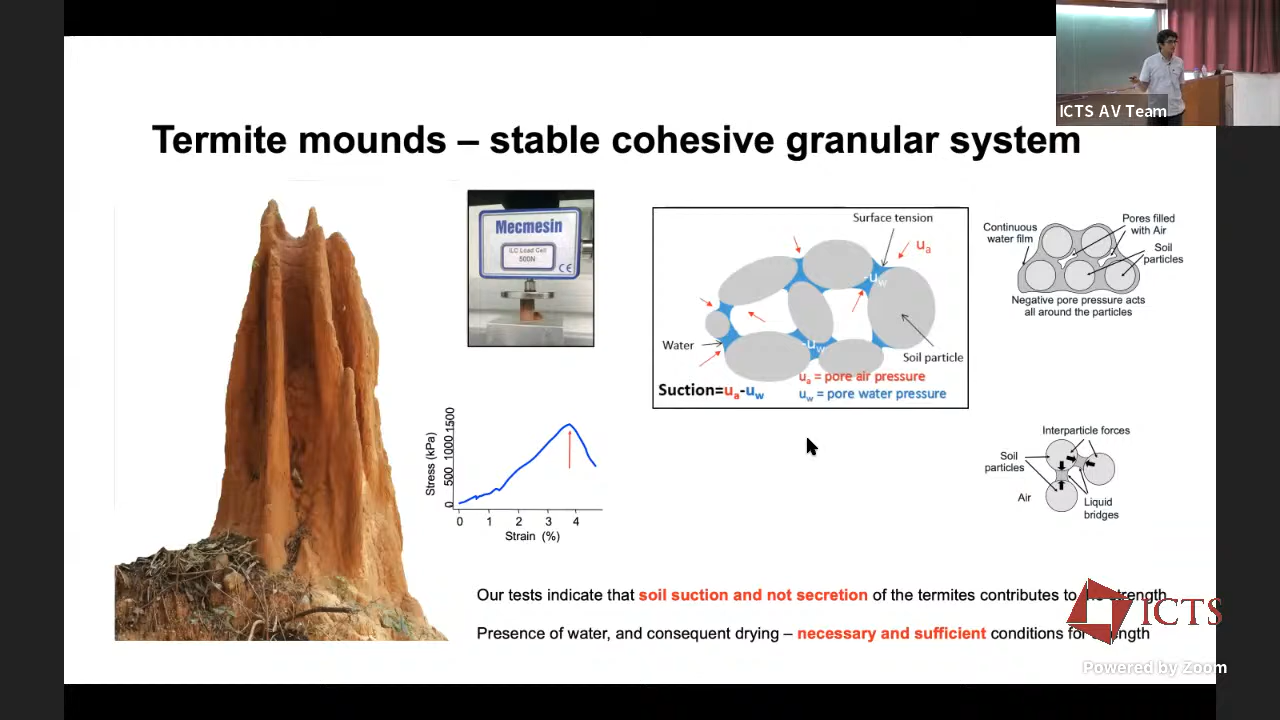 ICTS AV Team
Termite mounds – stable cohesive granular system
Mecmesin
ILC Load Cell
500N
CE
Stress (kPa)
0 500 1000 1500
0 1 2 3 4
Strain (%)
Surface tension
uₐ
-u_w
Water
-u_w
Soil particle
Suction=uₐ-u_w
uₐ = pore air pressure
u_w = pore water pressure
Continuous
water film
Pores filled
with Air
Soil
particles
Negative pore pressure acts
all around the particles
Interparticle forces
Soil
particles
Air
Liquid
bridges
Our tests indicate that soil suction and not secretion of the termites contributes to strength
Presence of water, and consequent drying – necessary and sufficient conditions for
ICTS
Powered by Zoom